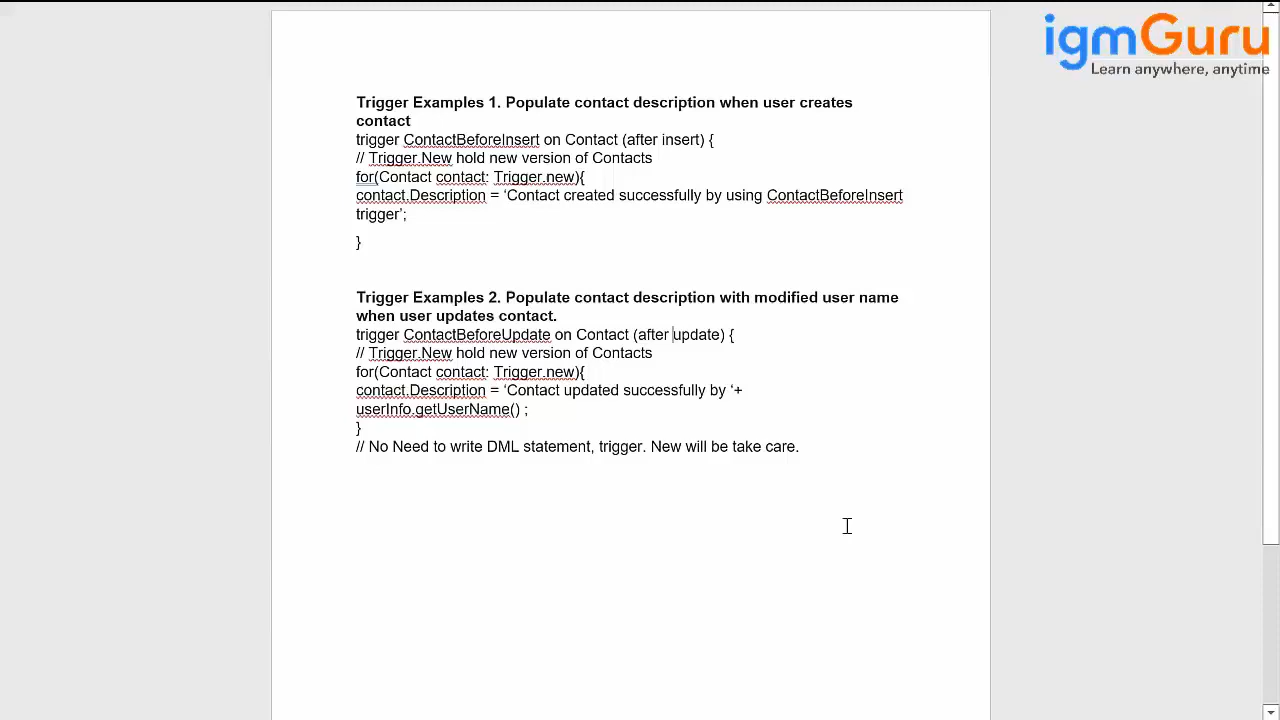 igmGuru
Learn anywhere, anytime
Trigger Examples 1. Populate contact description when user creates
contact
trigger ContactBeforeInsert on Contact (after insert) {
// Trigger.New hold new version of Contacts
for(Contact contact: Trigger.new){
contact.Description = ‘Contact created successfully by using ContactBeforeInsert
trigger’;
}
Trigger Examples 2. Populate contact description with modified user name
when user updates contact.
trigger ContactBeforeUpdate on Contact (after update) {
// Trigger.New hold new version of Contacts
for(Contact contact: Trigger.new){
contact.Description = ‘Contact updated successfully by ‘+
userInfo.getUserName() ;
}
// No Need to write DML statement, trigger. New will be take care.